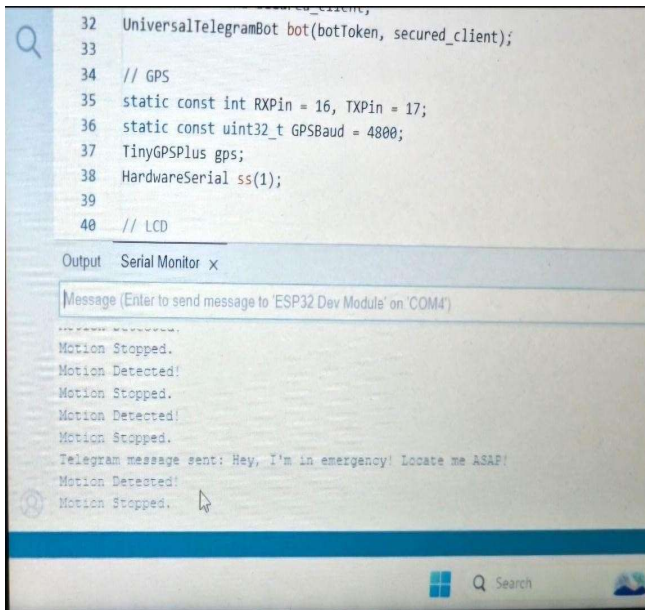 32 UniversalTelegramBot bot(botToken, secured_client);
33
34 // GPS
35 static const int RXPin = 16, TXPin = 17;
36 static const uint32_t GPSBaud = 4800;
37 TinyGPSPlus gps;
38 HardwareSerial ss(1);
39
40 // LCD
Output Serial Monitor x
Message (Enter to send message to 'ESP32 Dev Module' on 'COM4')
Motion Stopped.
Motion Detected!
Motion Stopped.
Motion Detected!
Motion Stopped.
Telegram message sent: Hey, I'm in emergency! Locate me ASAP!
Motion Detected!
Motion Stopped.
Search